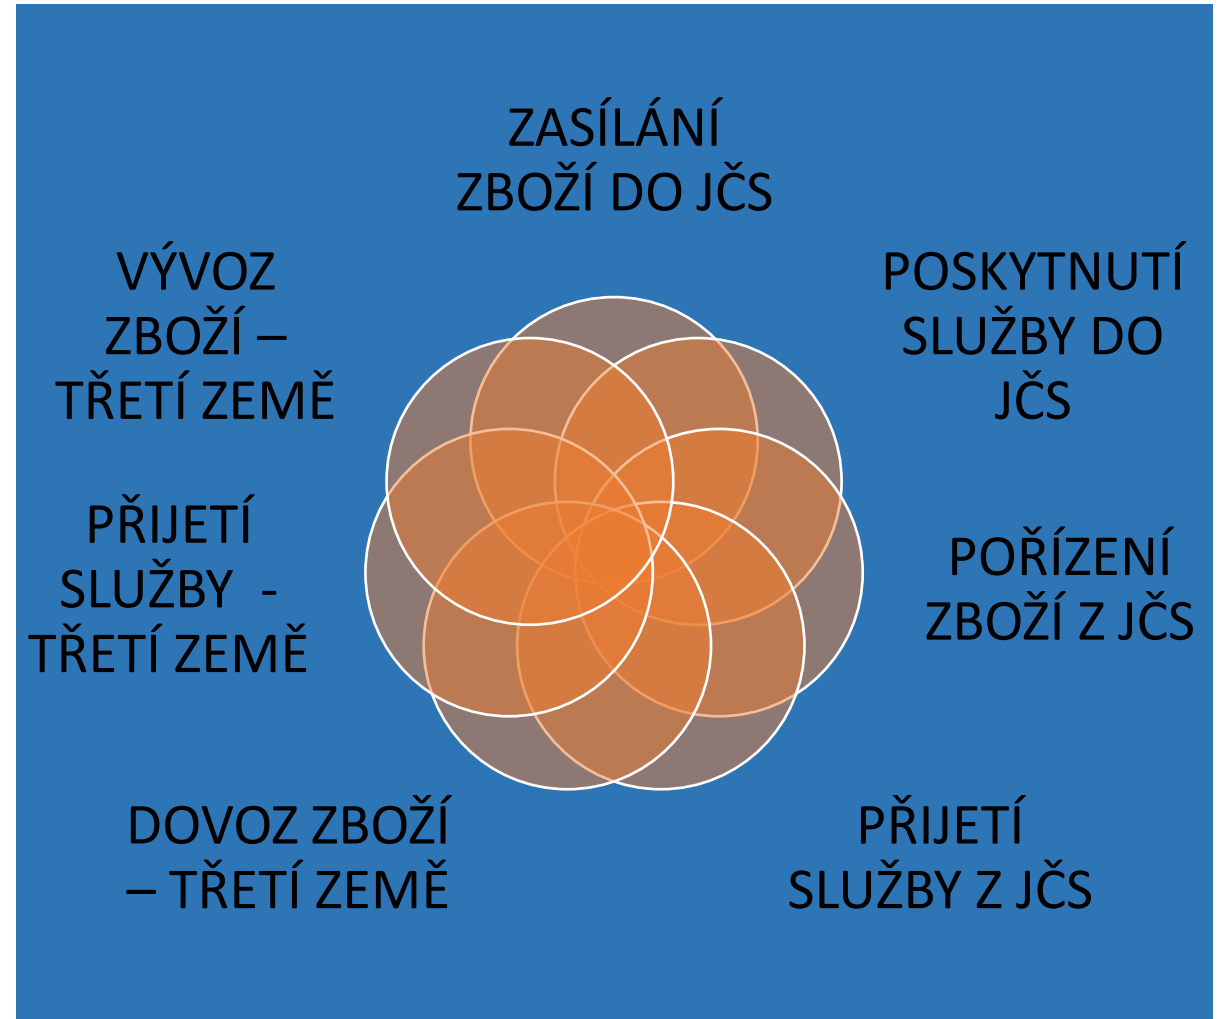 ZASÍLÁNÍ
ZBOŽÍ DO JČS
POSKYTNUTÍ
SLUŽBY DO
JČS
POŘÍZENÍ
ZBOŽÍ Z JČS
PŘIJETÍ
SLUŽBY Z JČS
DOVOZ ZBOŽÍ
– TŘETÍ ZEMĚ
PŘIJETÍ
SLUŽBY  -
TŘETÍ ZEMĚ
VÝVOZ
ZBOŽÍ –
TŘETÍ ZEMĚ